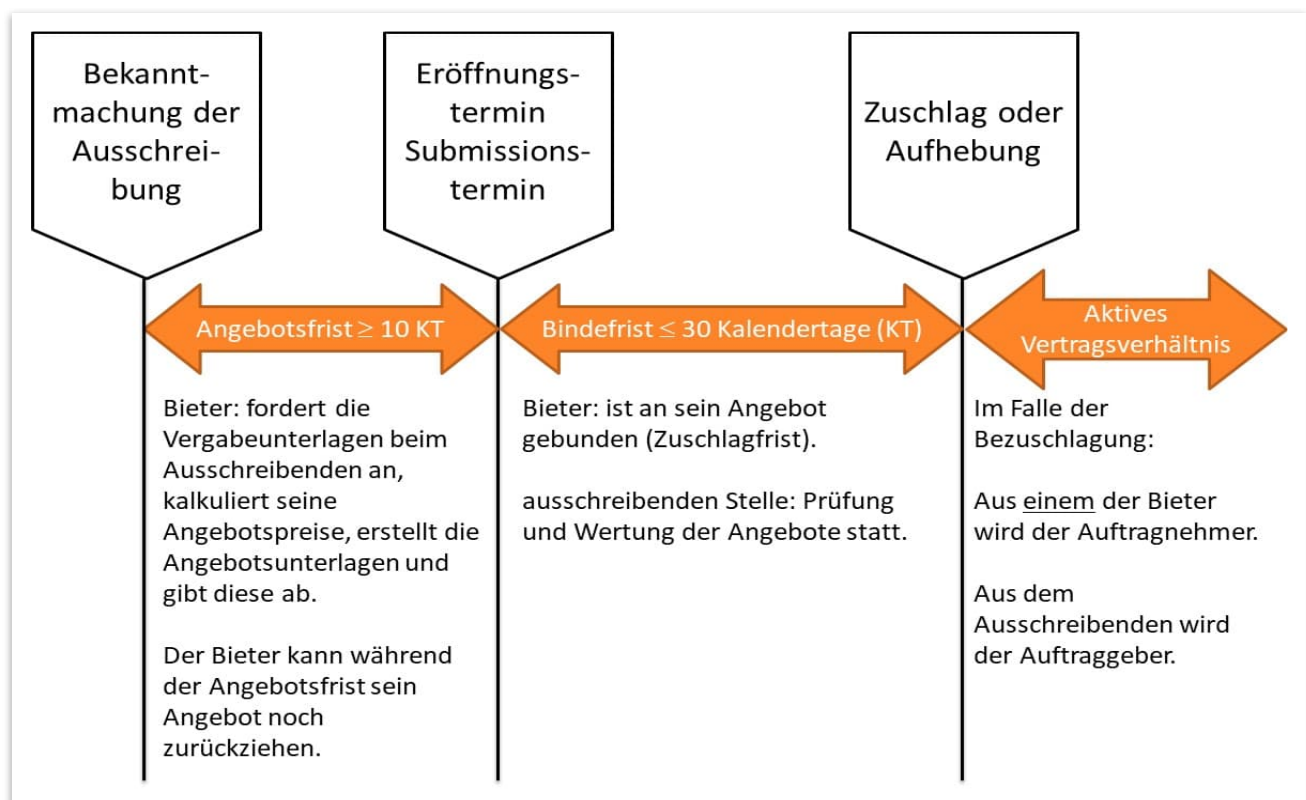 Bekannt-
machung der
Ausschrei-
bung
Eröffnungs-
termin
Submissions-
termin
Zuschlag oder
Aufhebung
Angebotsfrist ≥ 10 KT
Bindefrist ≤ 30 Kalendertage (KT)
Aktives
Vertragsverhältnis
Bieter: fordert die
Vergabeunterlagen beim
Ausschreibenden an,
kalkuliert seine
Angebotspreise, erstellt die
Angebotsunterlagen und
gibt diese ab.
Der Bieter kann während
der Angebotsfrist sein
Angebot noch
zurückziehen.
Bieter: ist an sein Angebot
gebunden (Zuschlagfrist).
ausschreibenden Stelle: Prüfung
und Wertung der Angebote statt.
Im Falle der
Bezuschlagung:
Aus einem der Bieter
wird der Auftragnehmer.
Aus dem
Ausschreibenden wird
der Auftraggeber.